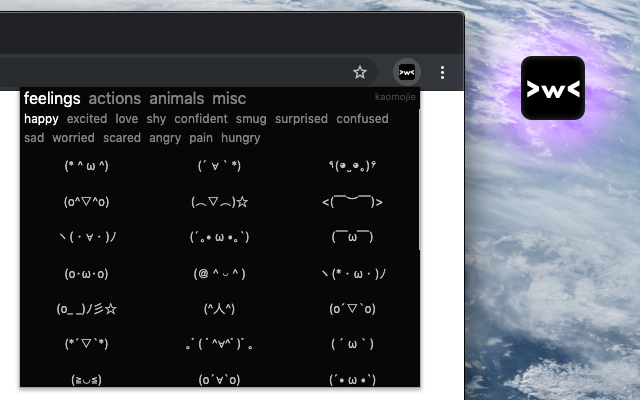 >w<
>w<
feelings actions animals misc kaomojie
happy excited love shy confident smug surprised confused
sad worried scared angry pain hungry
(* ^ ω ^) (´ ∀ ` *) ٩(◕‿◕｡)۶
(o^▽^o) (⌒▽⌒)☆ <(￣︶￣)>
ヽ(・∀・)ﾉ (´｡• ω •｡`) (￣ω￣)
(o･ω･o) (@ ^ ◡ ^ ) ヽ(*・ω・)ﾉ
(o_ _)ﾉ彡☆ (^人^) (o´▽`o)
(*´▽`*) ｡ﾟ( ﾟ^∀^ﾟ)ﾟ｡ ( ´ ω ` )
(≧◡≦) (o´∀`o) (´• ω •`)